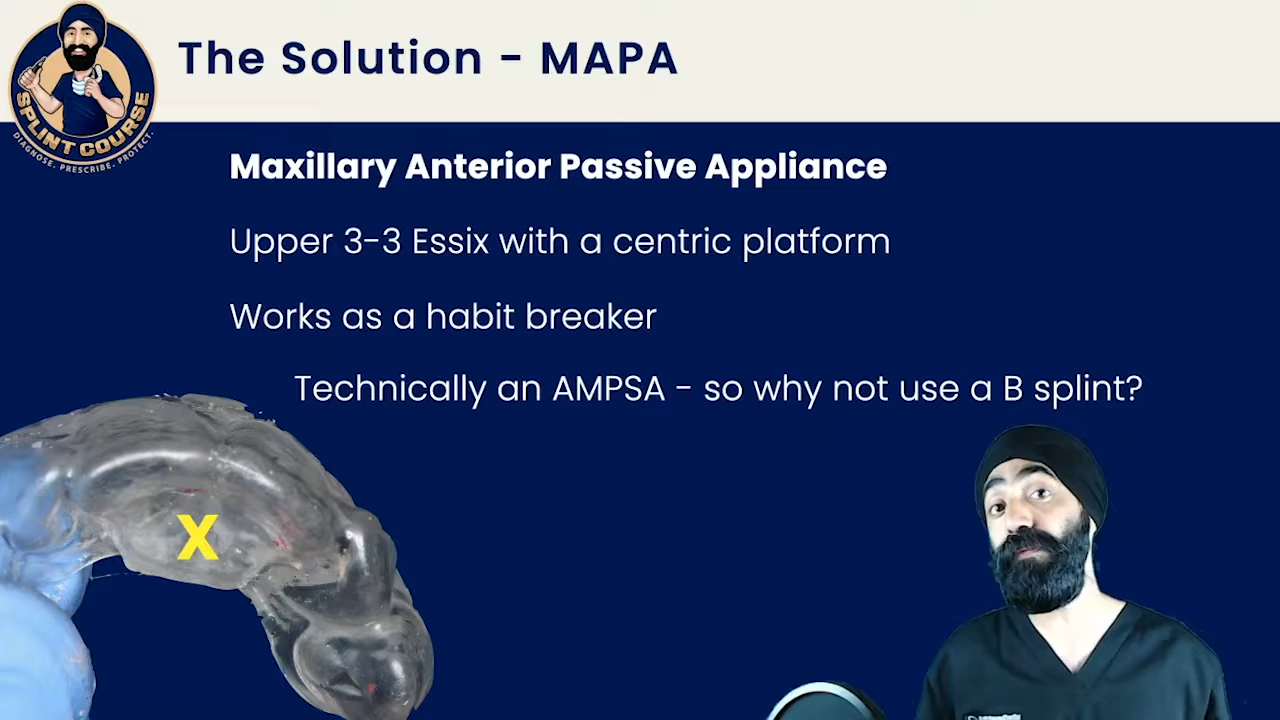 The Solution - MAPA
SPLINT COURSE
DIAGNOSE. PRESCRIBE. PROTECT.
Maxillary Anterior Passive Appliance
Upper 3-3 Essix with a centric platform
Works as a habit breaker
Technically an AMPSA - so why not use a B splint?
X